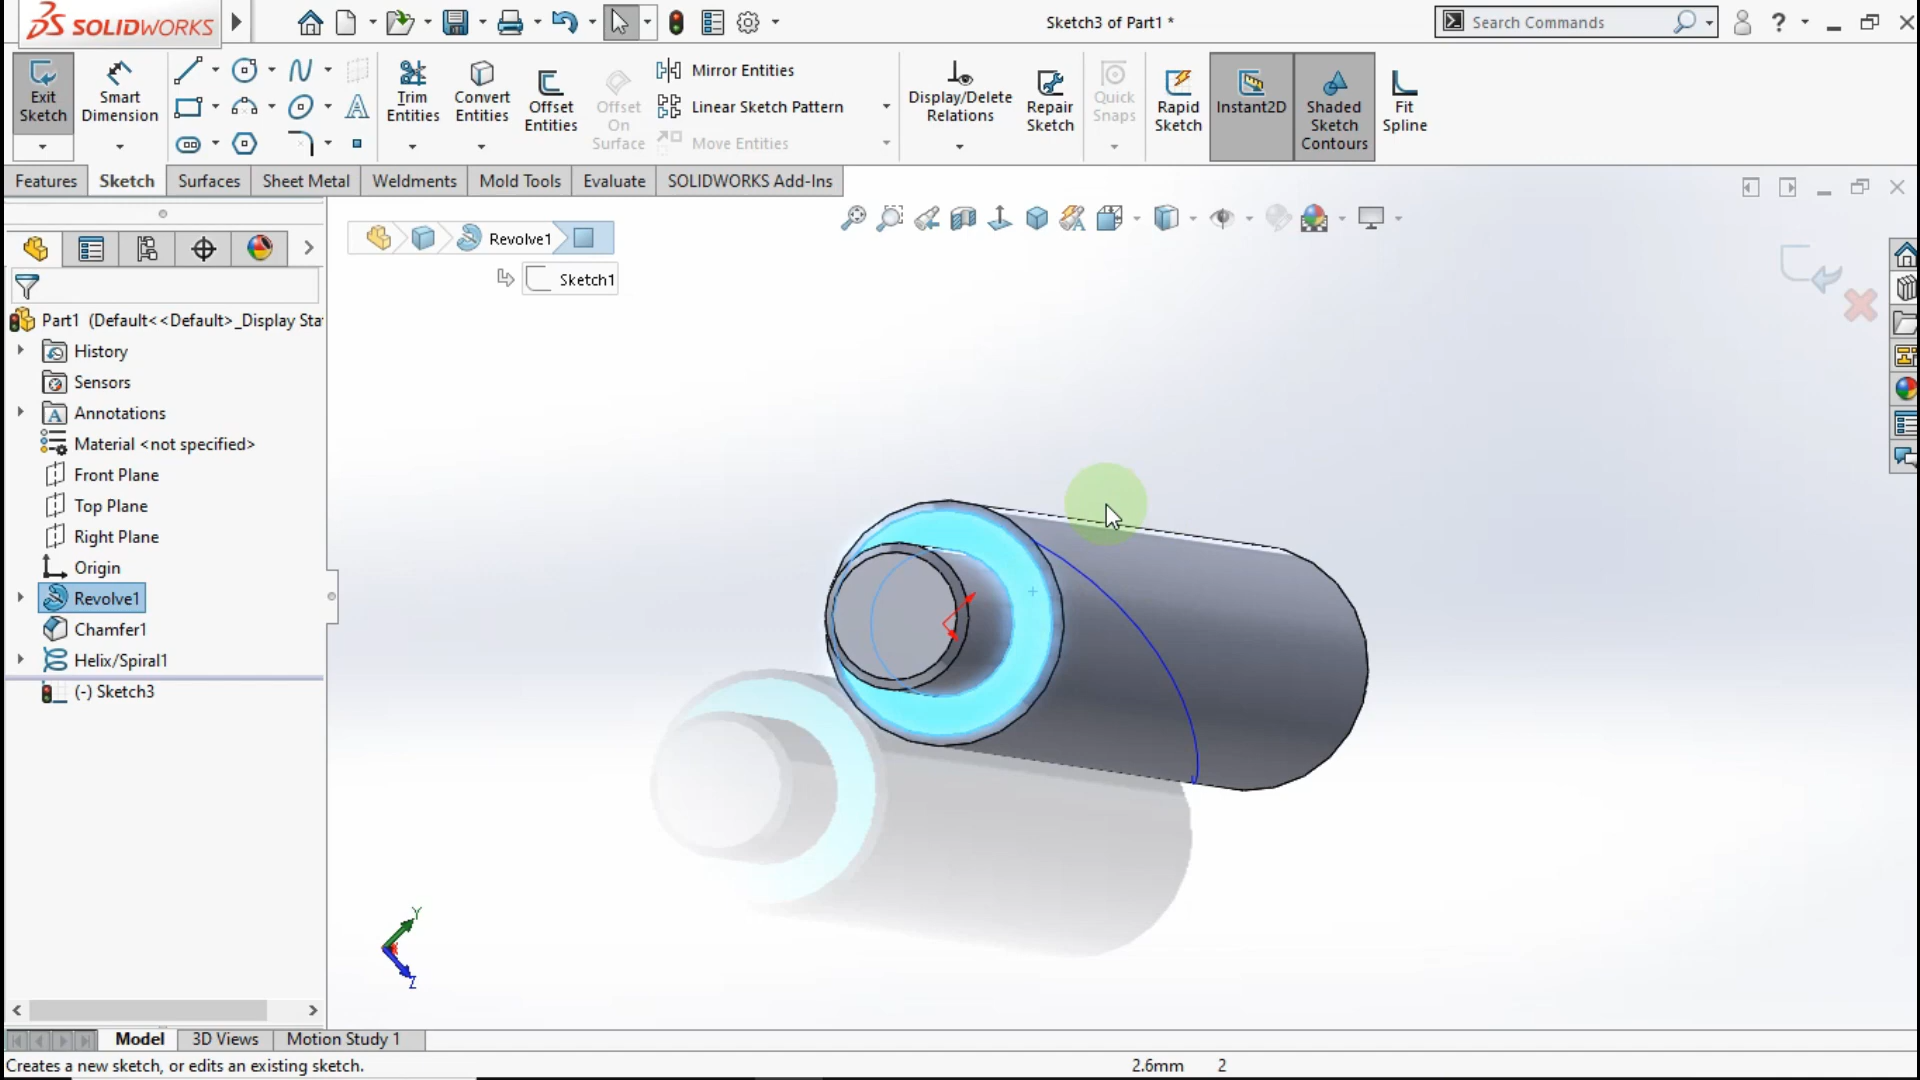 SOLIDWORKS
Sketch3 of Part1 *
Search Commands
?
Exit Sketch
Smart Dimension
Trim Entities
Convert Entities
Offset Entities
Offset On Surface
Mirror Entities
Linear Sketch Pattern
Move Entities
Display/Delete Relations
Repair Sketch
Quick Snaps
Rapid Sketch
Instant2D
Shaded Sketch Contours
Fit Spline
Features
Sketch
Surfaces
Sheet Metal
Weldments
Mold Tools
Evaluate
SOLIDWORKS Add-Ins
Revolve1
Sketch1
Part1 (Default<<Default>_Display Sta
History
Sensors
Annotations
Material <not specified>
Front Plane
Top Plane
Right Plane
Origin
Revolve1
Chamfer1
Helix/Spiral1
(-) Sketch3
Y
Z
Model
3D Views
Motion Study 1
Creates a new sketch, or edits an existing sketch.
2.6mm
2